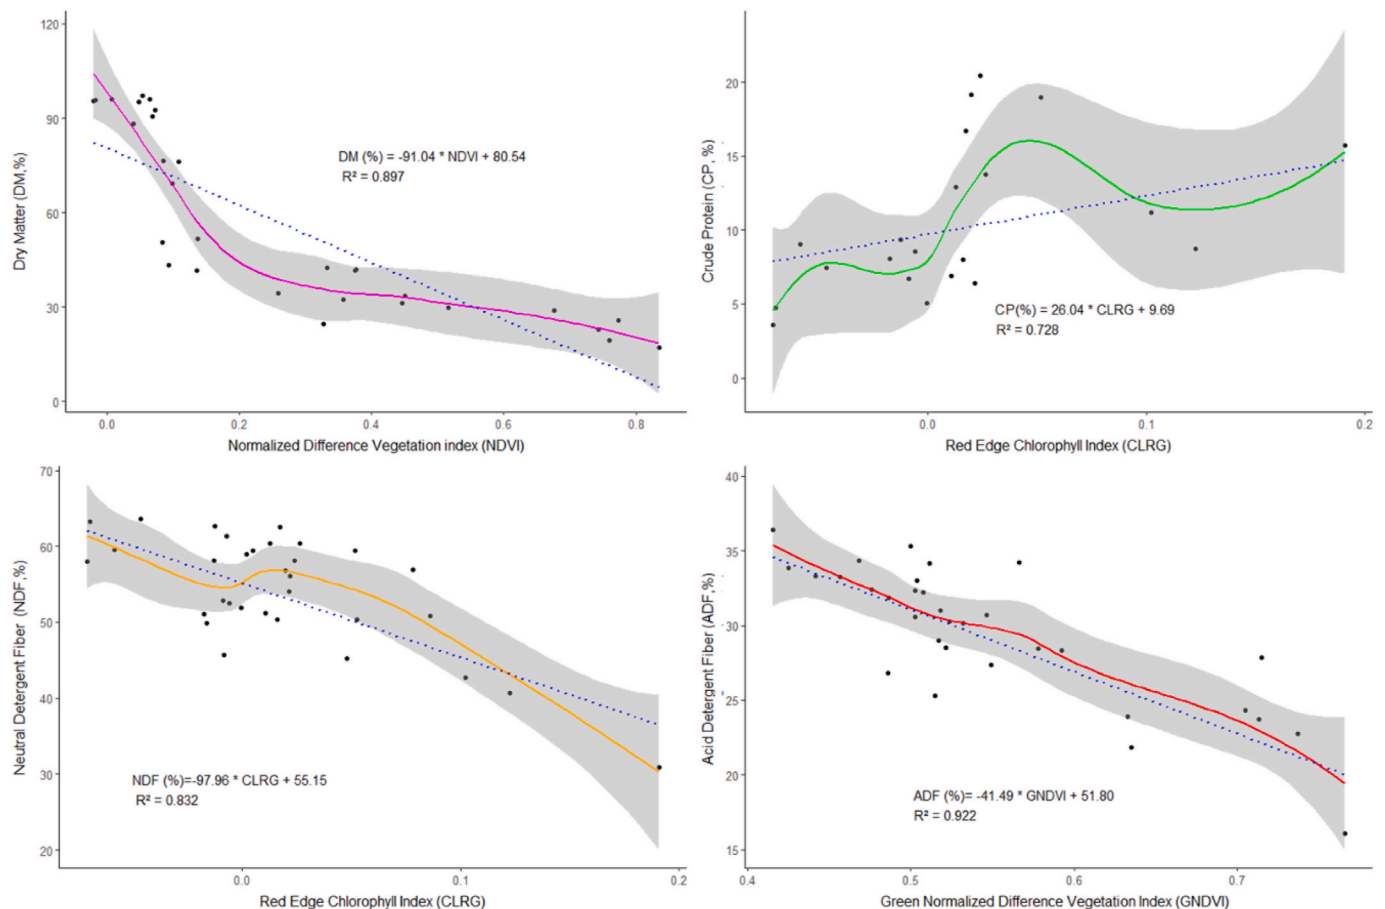 120
90
60
30
0
Dry Matter (DM,%)
DM (%) = -91.04 * NDVI + 80.54
R² = 0.897
0.0 0.2 0.4 0.6 0.8
Normalized Difference Vegetation index (NDVI)
20
15
10
5
0
Crude Protein (CP, %)
CP(%) = 26.04 * CLRG + 9.69
R² = 0.728
0.0 0.1 0.2
Red Edge Chlorophyll Index (CLRG)
70
60
50
40
30
20
Neutral Detergent Fiber (NDF,%)
NDF (%)=-97.96 * CLRG + 55.15
R² = 0.832
0.0 0.1 0.2
Red Edge Chlorophyll Index (CLRG)
40
35
30
25
20
15
Acid Detergent Fiber (ADF,%)
ADF (%)= -41.49 * GNDVI + 51.80
R² = 0.922
0.4 0.5 0.6 0.7
Green Normalized Difference Vegetation Index (GNDVI)